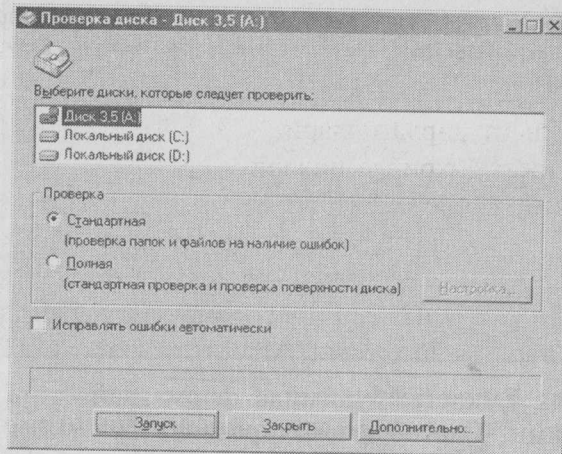 Проверка диска - Диск 3,5 (A:)
Выберите диски, которые следует проверить:
Диск 3,5 (A:)
Локальный диск (C:)
Локальный диск (D:)
Проверка
Стандартная
(проверка папок и файлов на наличие ошибок)
Полная
(стандартная проверка и проверка поверхности диска)
Настройка...
Исправлять ошибки автоматически
Запуск
Закрыть
Дополнительно...